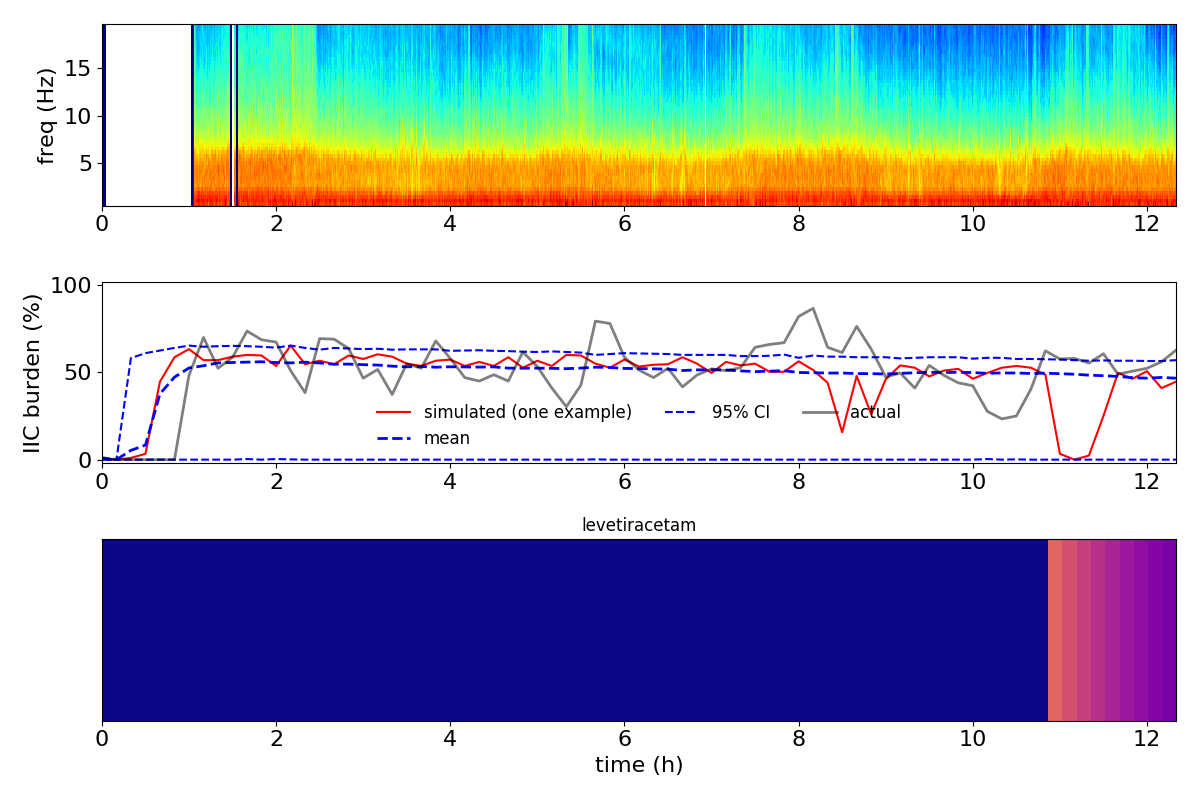 freq (Hz)
15
10
5
0 2 4 6 8 10 12
IIC burden (%)
100
50
0
simulated (one example)
mean
95% CI
actual
0 2 4 6 8 10 12
levetiracetam
0 2 4 6 8 10 12
time (h)